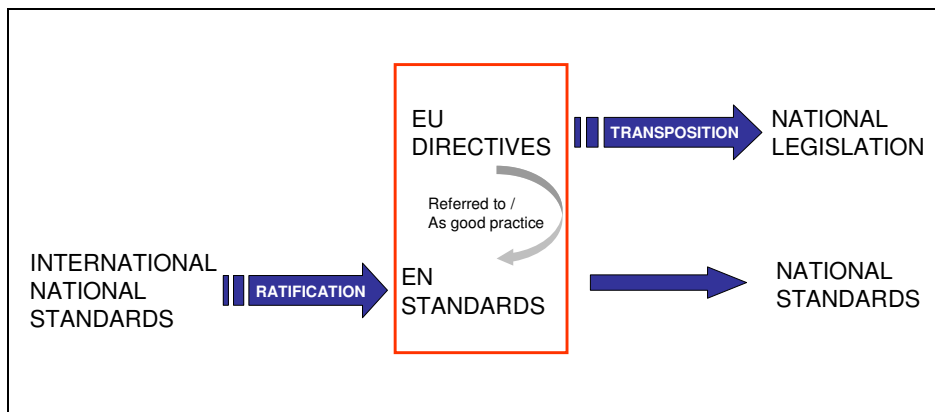 EU
DIRECTIVES
TRANSPOSITION
NATIONAL
LEGISLATION
Referred to /
As good practice
INTERNATIONAL
NATIONAL
STANDARDS
RATIFICATION
EN
STANDARDS
NATIONAL
STANDARDS